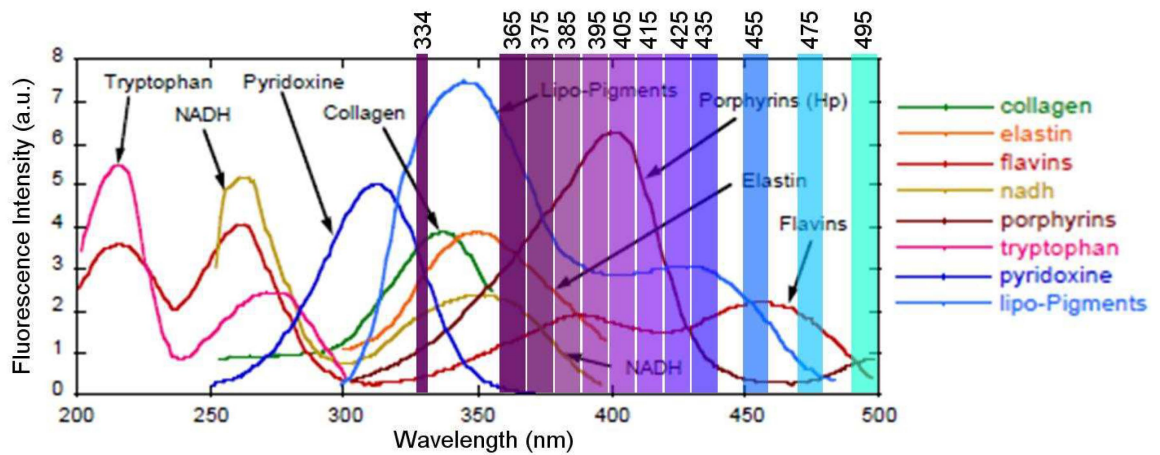 334 365 375 385 395 405 415 425 435 455 475 495
Fluorescence Intensity (a.u.)
8
7
6
5
4
3
2
1
0
Tryptophan
NADH
Pyridoxine
Collagen
Lipo-Pigments
Porphyrins (Hp)
Elastin
Flavins
NADH
200 250 300 350 400 450 500
Wavelength (nm)
collagen
elastin
flavins
nadh
porphyrins
tryptophan
pyridoxine
lipo-Pigments